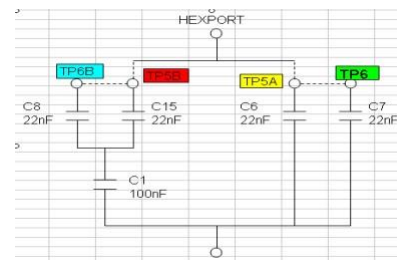 HEXPORT
TP6B
TP5B
TP5A
TP6
C8
22nF
C15
22nF
C6
22nF
C7
22nF
C1
100nF